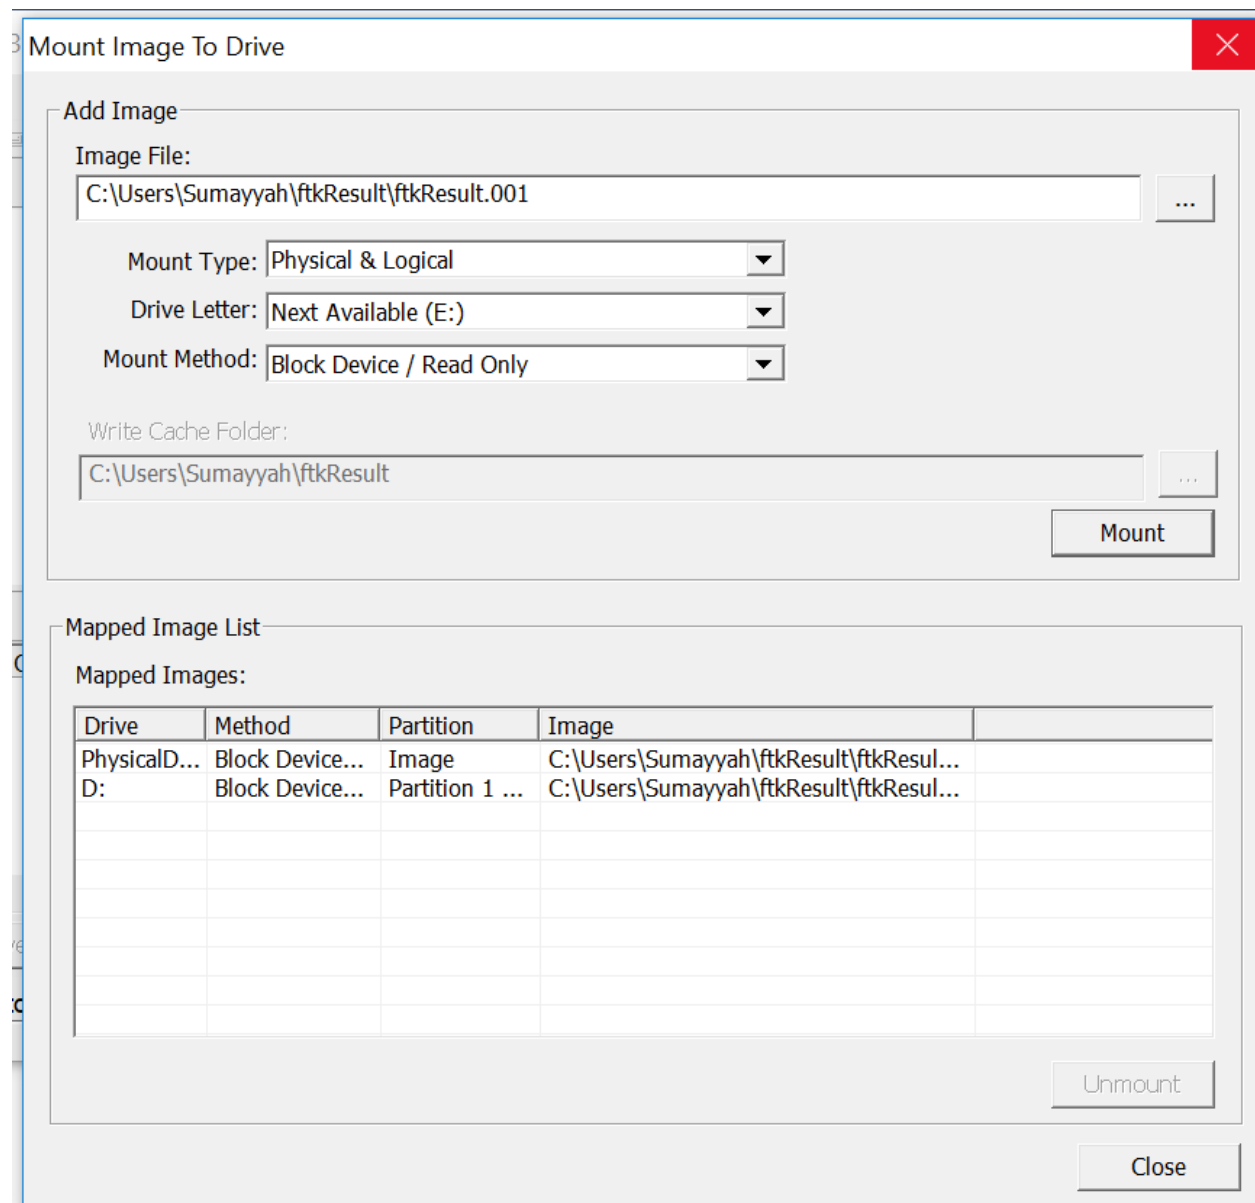 Mount Image To Drive
Add Image
Image File:
C:\Users\Sumayyah\ftkResult\ftkResult.001
...
Mount Type: Physical & Logical
Drive Letter: Next Available (E:)
Mount Method: Block Device / Read Only
Write Cache Folder:
C:\Users\Sumayyah\ftkResult
...
Mount
Mapped Image List
Mapped Images:
Drive Method Partition Image
PhysicalD... Block Device... Image C:\Users\Sumayyah\ftkResult\ftkResul...
D: Block Device... Partition 1 ... C:\Users\Sumayyah\ftkResult\ftkResul...
Unmount
Close